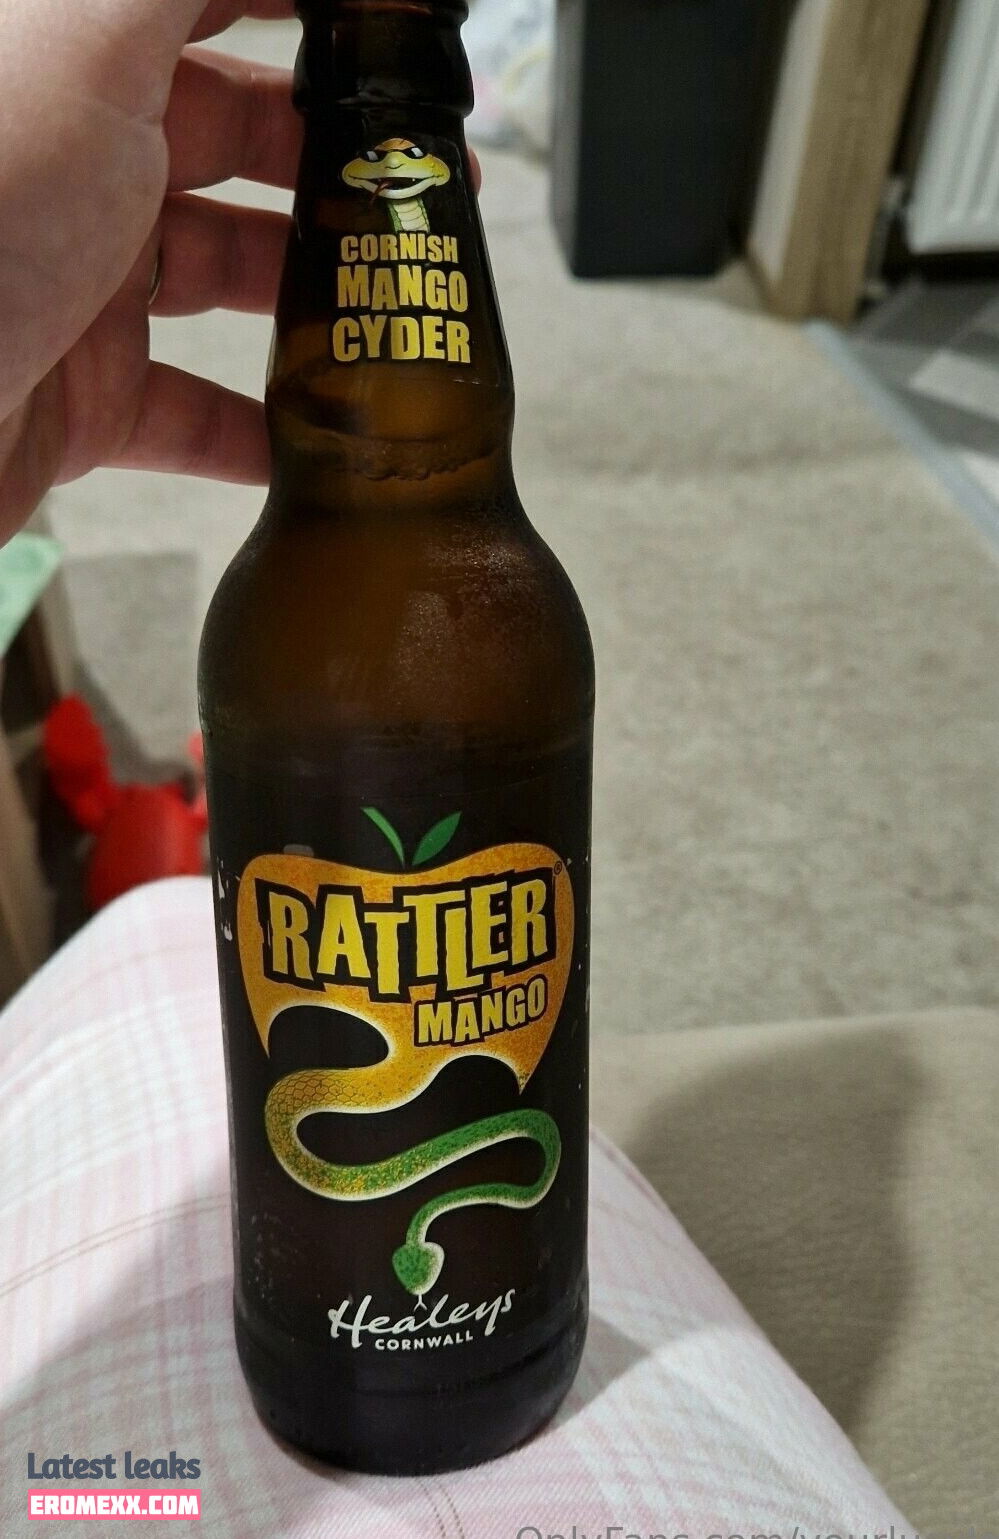 CORNISH
MANGO
CYDER
RATTLER®
MANGO
Healeys
CORNWALL
Latest leaks
EROMEXX.COM